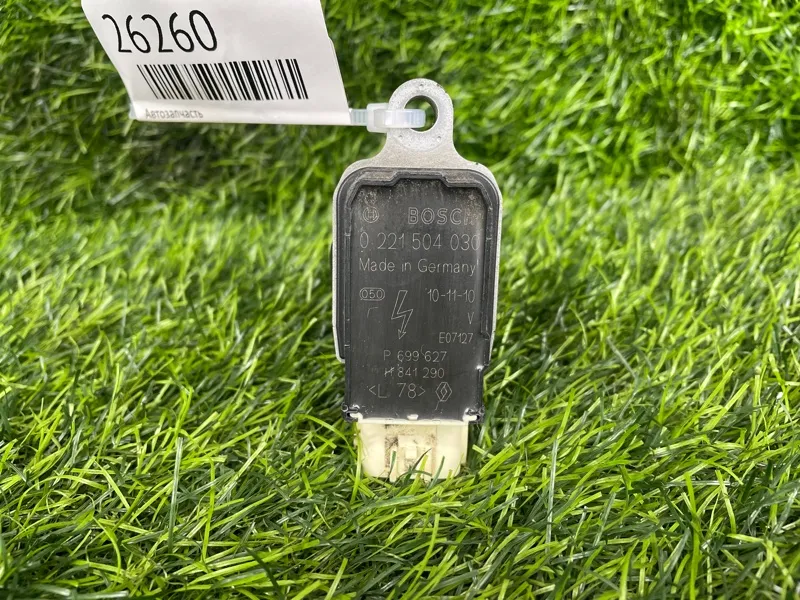 26260
Автозапчасть
BOSCH
0 221 504 030
Made in Germany
050 10-11-10
V
E07127
P 699 627
H 841 290
<L 78>